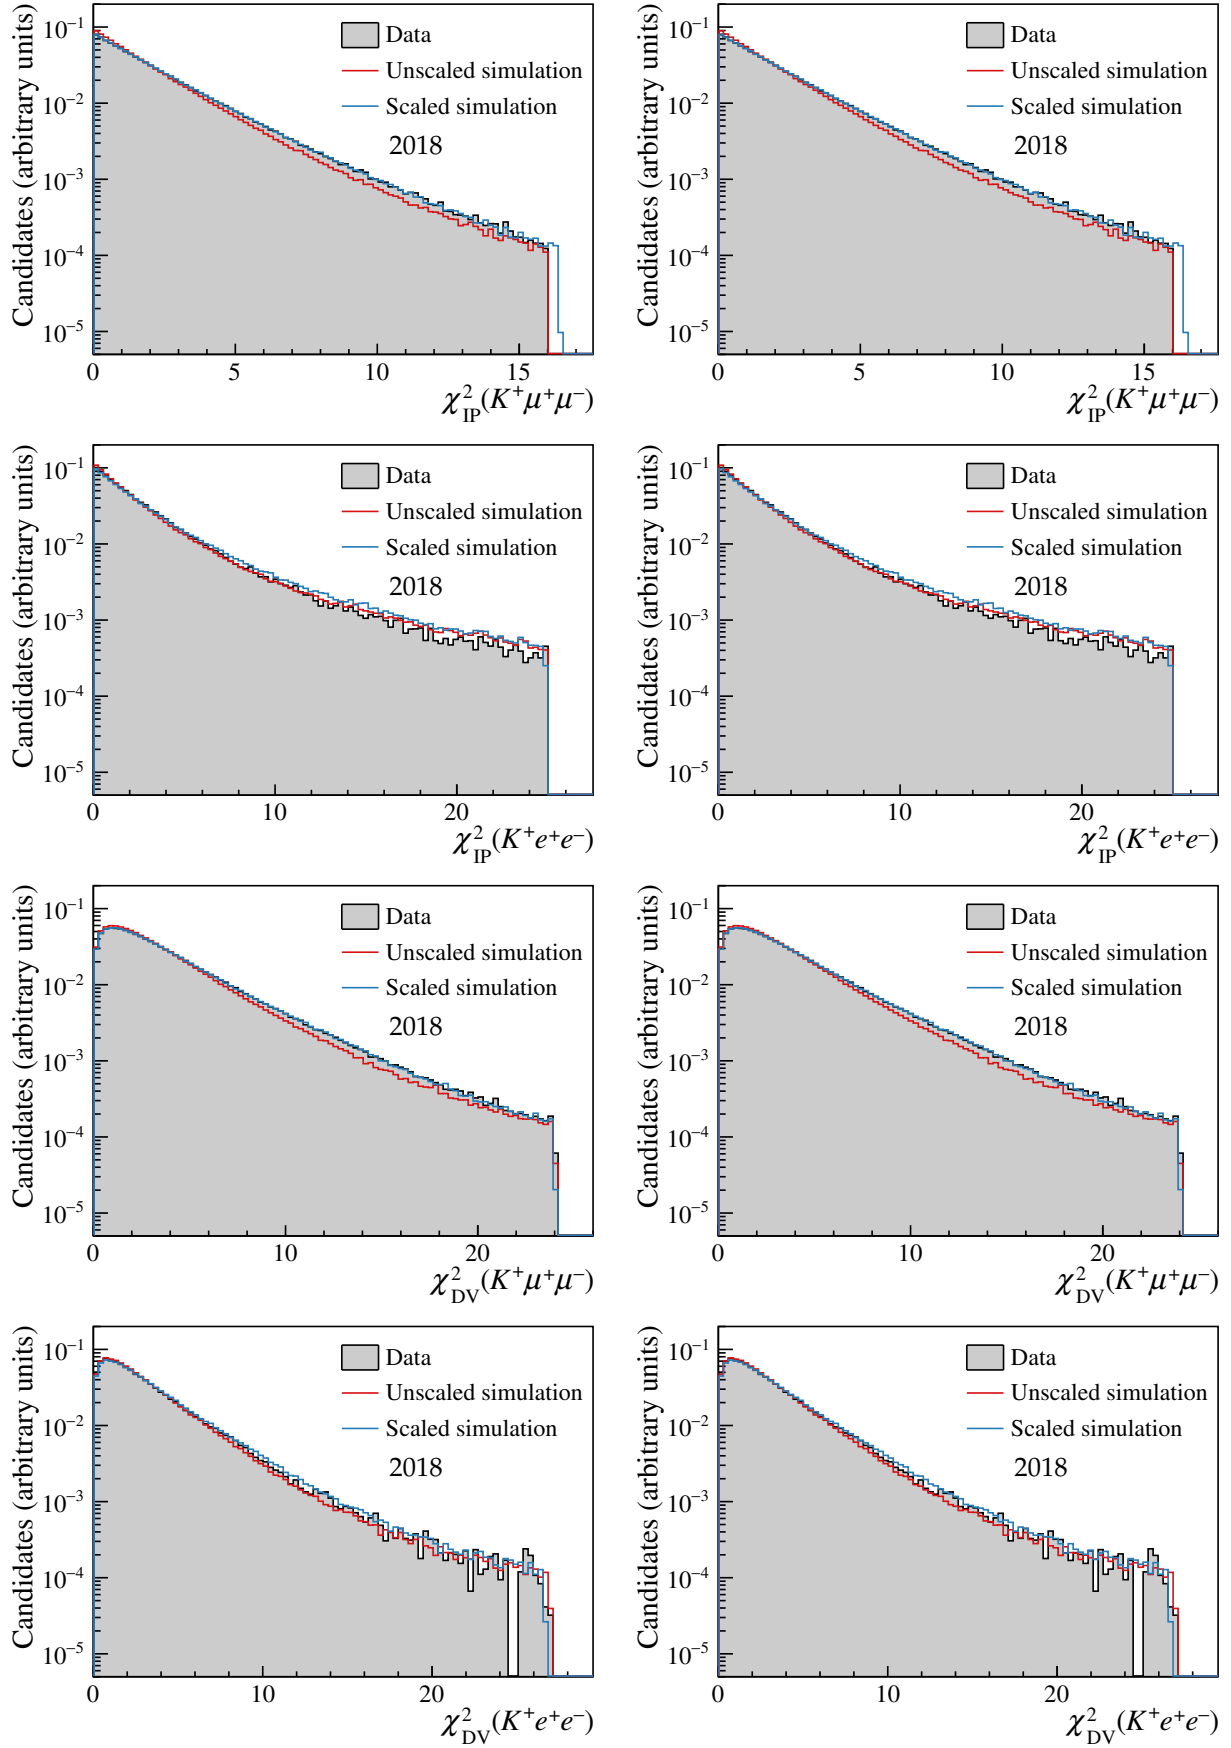 Candidates (arbitrary units)
10⁻¹
10⁻²
10⁻³
10⁻⁴
10⁻⁵
Data
Unscaled simulation
Scaled simulation
2018
0 5 10 15
χ²_IP(K⁺μ⁺μ⁻)
Candidates (arbitrary units)
10⁻¹
10⁻²
10⁻³
10⁻⁴
10⁻⁵
Data
Unscaled simulation
Scaled simulation
2018
0 5 10 15
χ²_IP(K⁺μ⁺μ⁻)
Candidates (arbitrary units)
10⁻¹
10⁻²
10⁻³
10⁻⁴
10⁻⁵
Data
Unscaled simulation
Scaled simulation
2018
0 10 20
χ²_IP(K⁺e⁺e⁻)
Candidates (arbitrary units)
10⁻¹
10⁻²
10⁻³
10⁻⁴
10⁻⁵
Data
Unscaled simulation
Scaled simulation
2018
0 10 20
χ²_IP(K⁺e⁺e⁻)
Candidates (arbitrary units)
10⁻¹
10⁻²
10⁻³
10⁻⁴
10⁻⁵
Data
Unscaled simulation
Scaled simulation
2018
0 10 20
χ²_DV(K⁺μ⁺μ⁻)
Candidates (arbitrary units)
10⁻¹
10⁻²
10⁻³
10⁻⁴
10⁻⁵
Data
Unscaled simulation
Scaled simulation
2018
0 10 20
χ²_DV(K⁺μ⁺μ⁻)
Candidates (arbitrary units)
10⁻¹
10⁻²
10⁻³
10⁻⁴
10⁻⁵
Data
Unscaled simulation
Scaled simulation
2018
0 10 20
χ²_DV(K⁺e⁺e⁻)
Candidates (arbitrary units)
10⁻¹
10⁻²
10⁻³
10⁻⁴
10⁻⁵
Data
Unscaled simulation
Scaled simulation
2018
0 10 20
χ²_DV(K⁺e⁺e⁻)